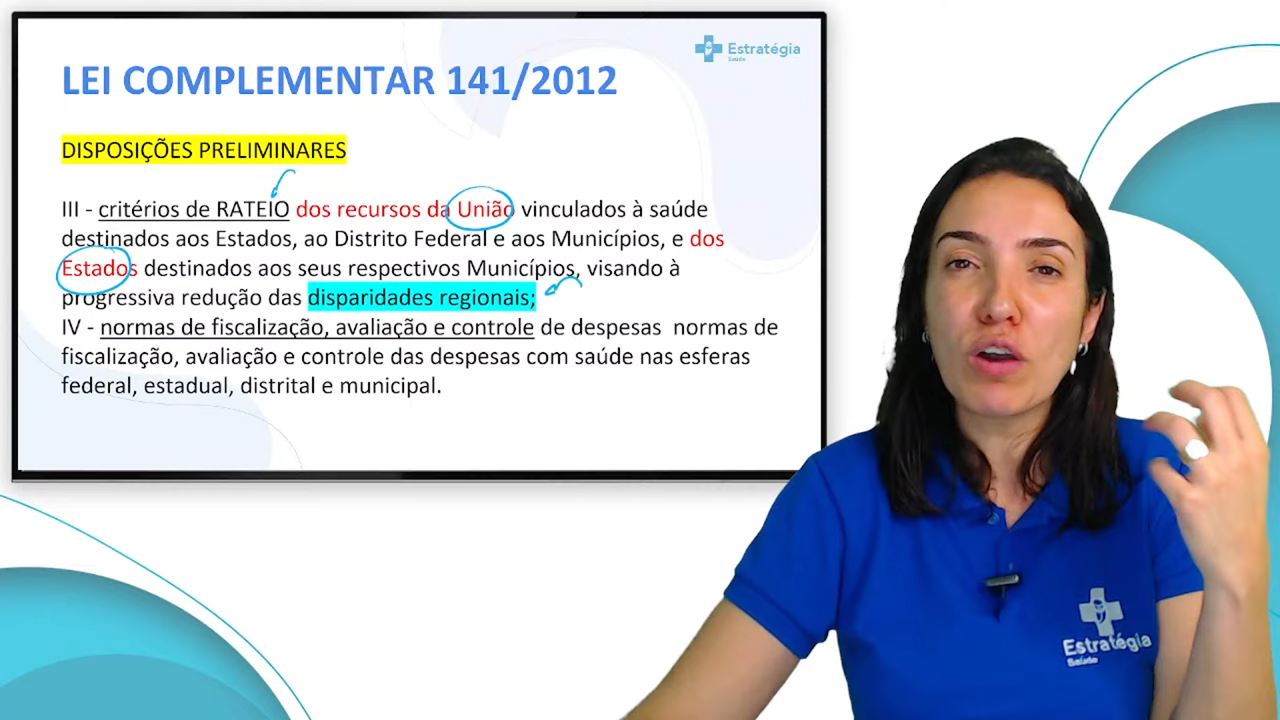 Estratégia
Saúde
LEI COMPLEMENTAR 141/2012
DISPOSIÇÕES PRELIMINARES
III - critérios de RATEIO dos recursos da União vinculados à saúde
destinados aos Estados, ao Distrito Federal e aos Municípios, e dos
Estados destinados aos seus respectivos Municípios, visando à
progressiva redução das disparidades regionais;
IV - normas de fiscalização, avaliação e controle de despesas normas de
fiscalização, avaliação e controle das despesas com saúde nas esferas
federal, estadual, distrital e municipal.
Estratégia
Saúde